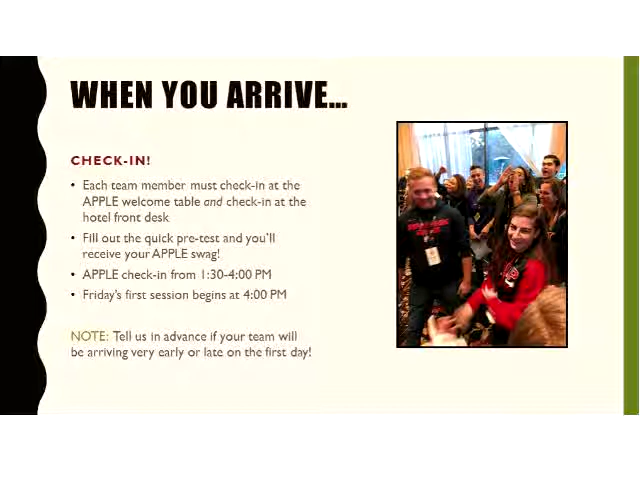 WHEN YOU ARRIVE...
CHECK-IN!
• Each team member must check-in at the
APPLE welcome table and check-in at the
hotel front desk
• Fill out the quick pre-test and you'll
receive your APPLE swag!
• APPLE check-in from 1:30-4:00 PM
• Friday's first session begins at 4:00 PM
NOTE: Tell us in advance if your team will
be arriving very early or late on the first day!